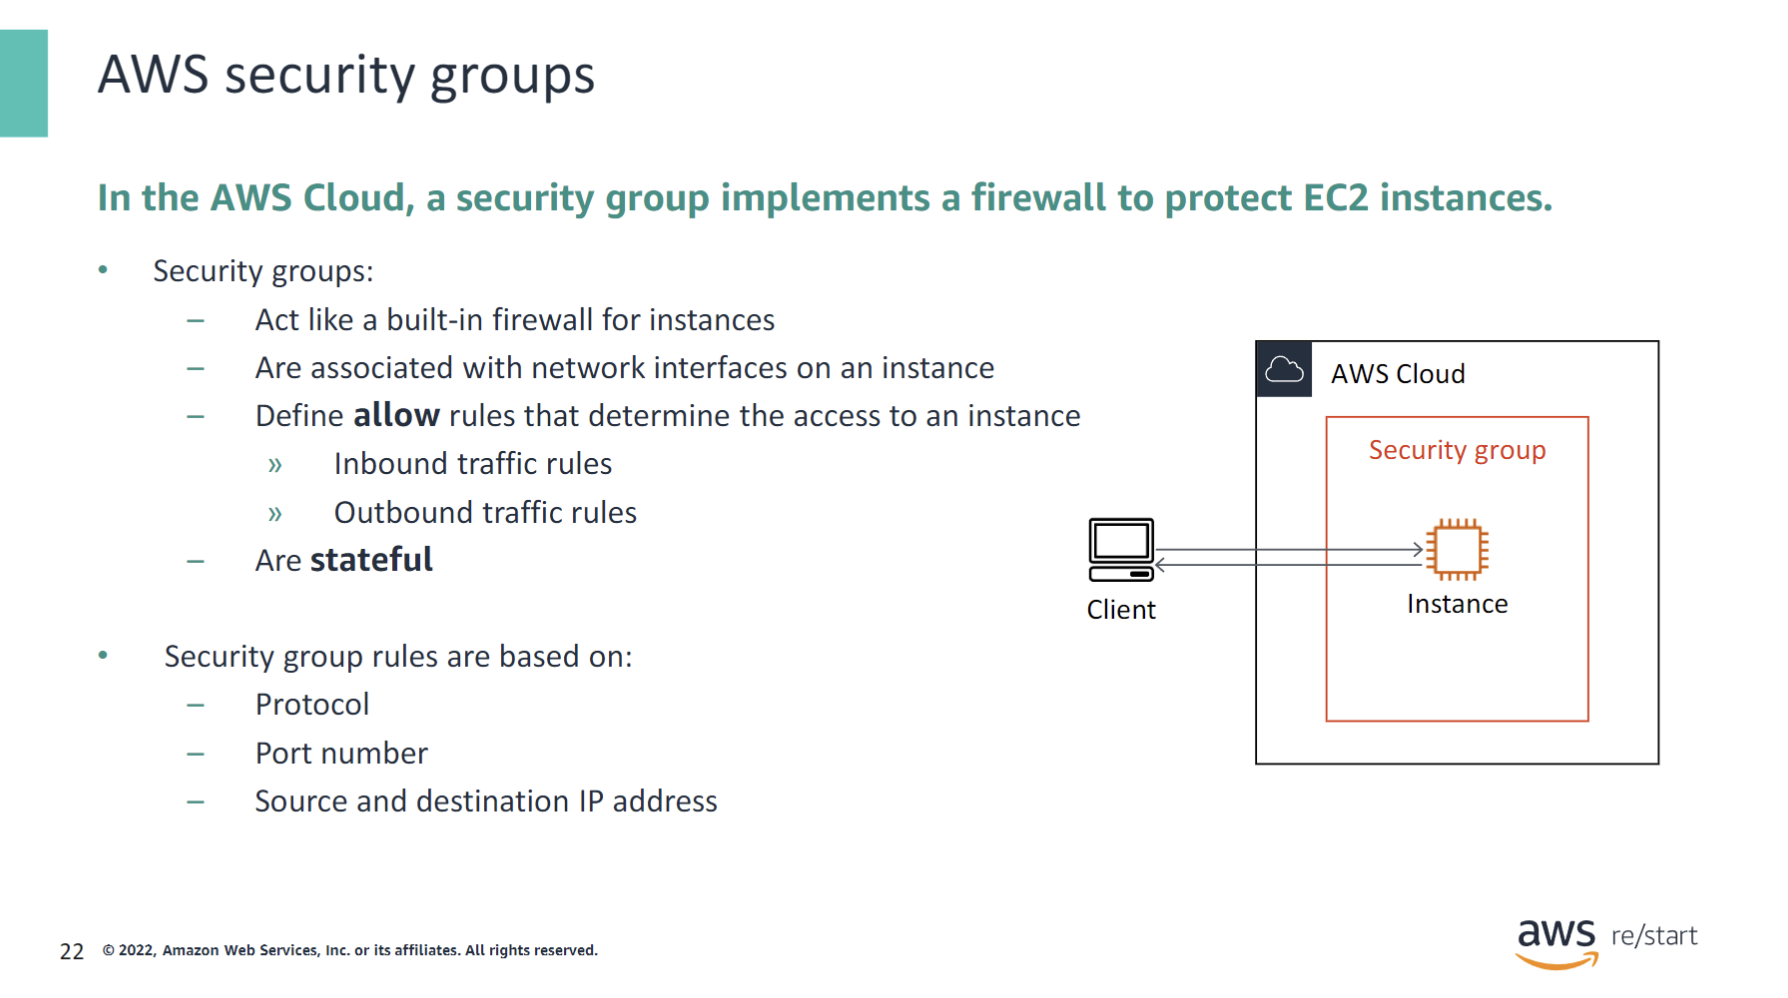 AWS security groups
In the AWS Cloud, a security group implements a firewall to protect EC2 instances.
• Security groups:
– Act like a built-in firewall for instances
– Are associated with network interfaces on an instance
– Define allow rules that determine the access to an instance
» Inbound traffic rules
» Outbound traffic rules
– Are stateful
• Security group rules are based on:
– Protocol
– Port number
– Source and destination IP address
AWS Cloud
Security group
Client
Instance
22 © 2022, Amazon Web Services, Inc. or its affiliates. All rights reserved.
aws re/start